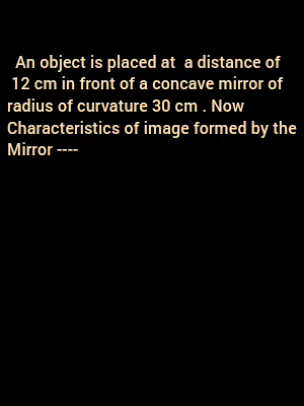 An object is placed at a distance of
12 cm in front of a concave mirror of
radius of curvature 30 cm . Now
Characteristics of image formed by the
Mirror ----